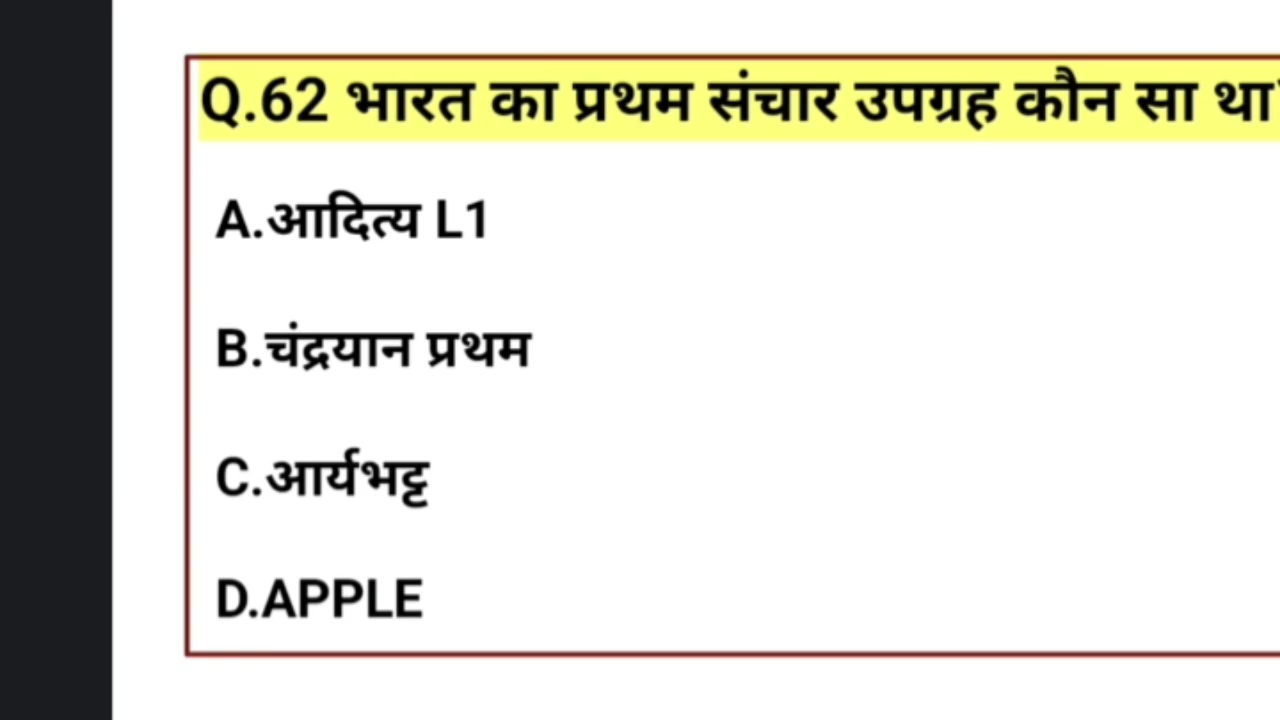 Q.62 भारत का प्रथम संचार उपग्रह कौन सा था
A.आदित्य L1
B.चंद्रयान प्रथम
C.आर्यभट्ट
D.APPLE